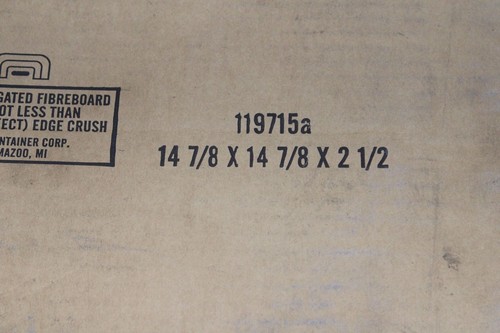 GATED FIBREBOARD
OT LESS THAN
ECT) EDGE CRUSH
NTAINER CORP.
MAZOO, MI
119715a
14 7/8 X 14 7/8 X 2 1/2